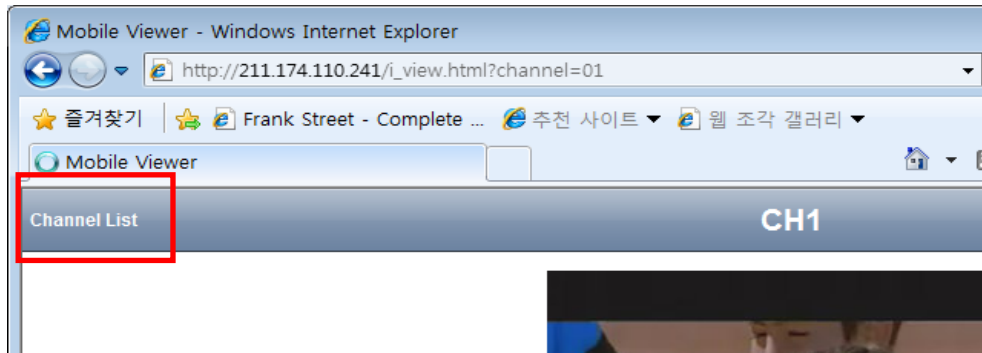 Mobile Viewer - Windows Internet Explorer
http://211.174.110.241/i_view.html?channel=01
즐겨찾기 Frank Street - Complete ... 추천 사이트 웹 조각 갤러리
Mobile Viewer
Channel List CH1